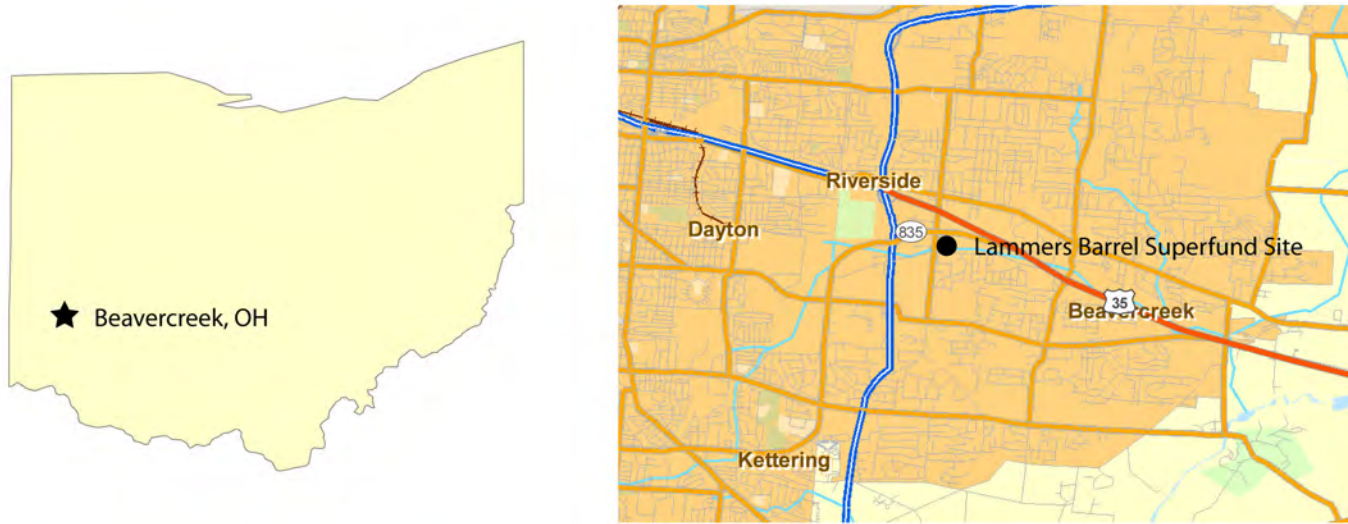 Beavercreek, OH
Riverside
Dayton
835
Lammers Barrel Superfund Site
35
Beavercreek
Kettering